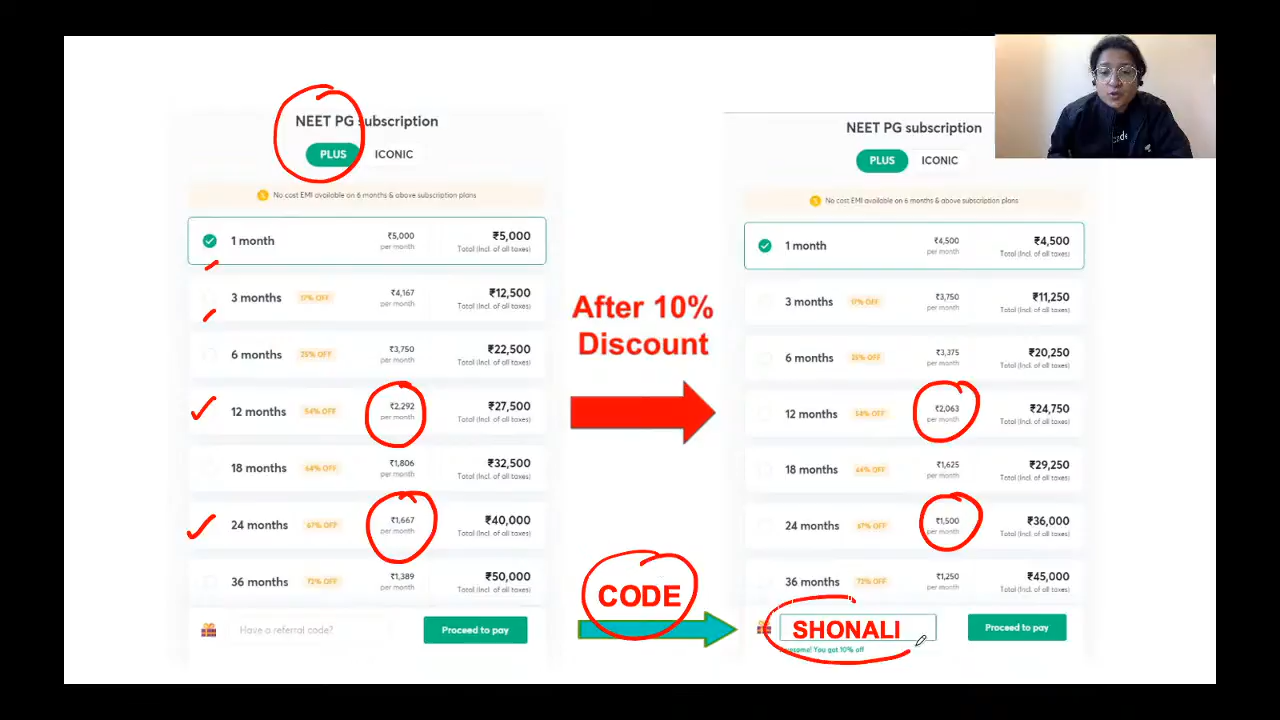 NEET PG subscription
PLUS ICONIC
No cost EMI available on 6 months & above subscription plans
1 month ₹5,000 per month ₹5,000 Total (Incl. of all taxes)
3 months 17% OFF ₹4,167 per month ₹12,500 Total (Incl. of all taxes)
6 months 25% OFF ₹3,750 per month ₹22,500 Total (Incl. of all taxes)
12 months 54% OFF ₹2,292 per month ₹27,500 Total (Incl. of all taxes)
18 months 64% OFF ₹1,806 per month ₹32,500 Total (Incl. of all taxes)
24 months 67% OFF ₹1,667 per month ₹40,000 Total (Incl. of all taxes)
36 months 72% OFF ₹1,389 per month ₹50,000
Have a referral code? Proceed to pay
After 10%
Discount
CODE
NEET PG subscription
PLUS ICONIC
No cost EMI available on 6 months & above subscription plans
1 month ₹4,500 per month ₹4,500 Total (Incl. of all taxes)
3 months 17% OFF ₹3,750 per month ₹11,250 Total (Incl. of all taxes)
6 months 25% OFF ₹3,375 per month ₹20,250 Total (Incl. of all taxes)
12 months 54% OFF ₹2,063 per month ₹24,750 Total (Incl. of all taxes)
18 months 64% OFF ₹1,625 per month ₹29,250 Total (Incl. of all taxes)
24 months 67% OFF ₹1,500 per month ₹36,000 Total (Incl. of all taxes)
36 months 72% OFF ₹1,250 per month ₹45,000 Total (Incl. of all taxes)
SHONALI Proceed to pay
You got 10% off